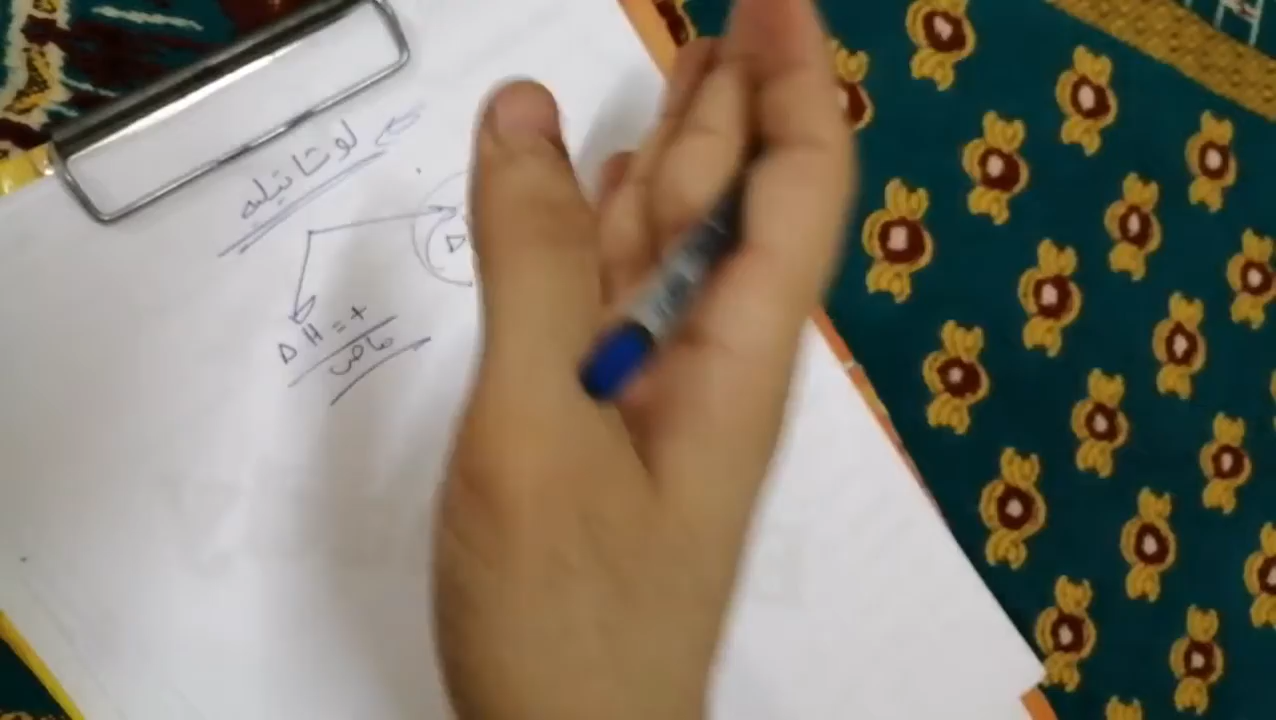 لوشاتيليه
Δ
ΔH = +
ماص